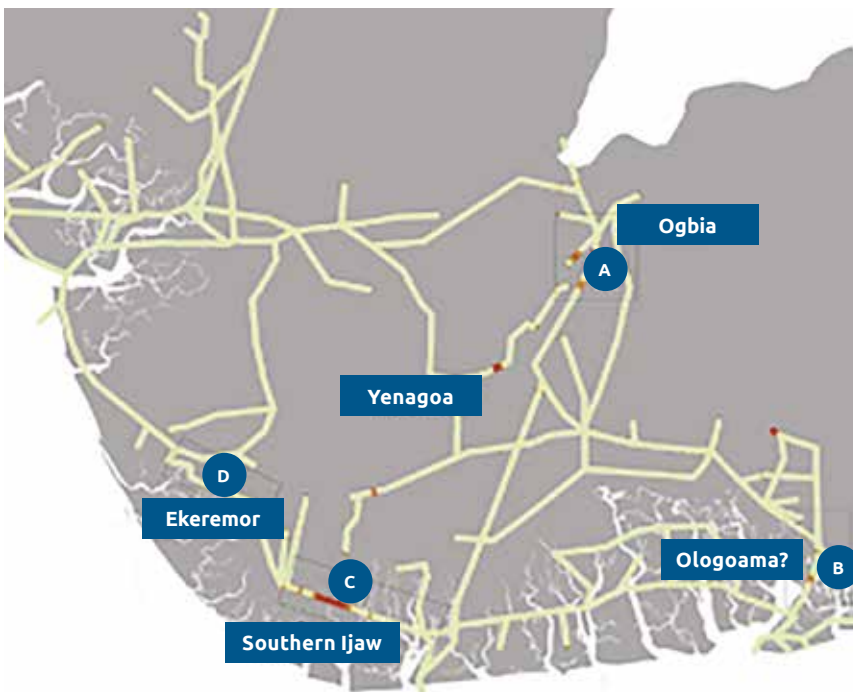 Ogbia
A
Yenagoa
D
Ekeremor
C
Ologoama?
B
Southern Ijaw